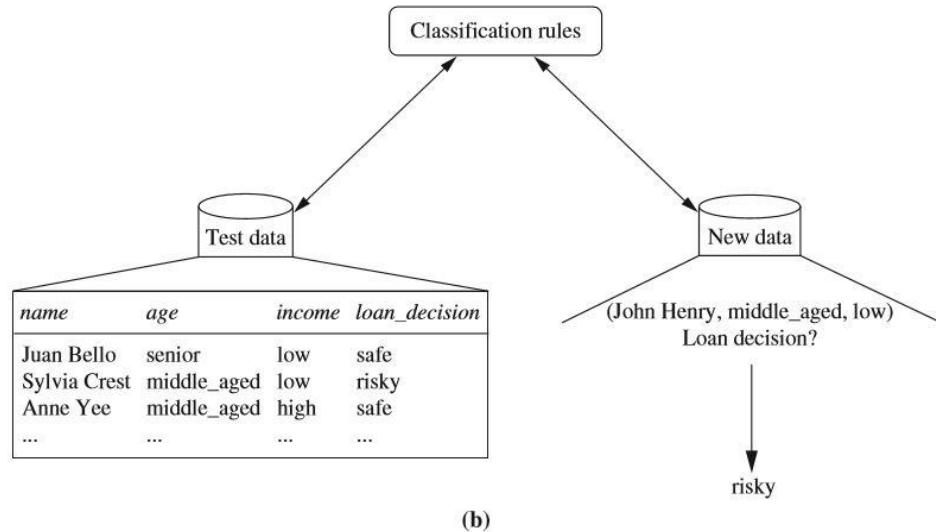 Classification rules
Test data
New data
name age income loan_decision
Juan Bello senior low safe
Sylvia Crest middle_aged low risky
Anne Yee middle_aged high safe
... ... ... ...
(John Henry, middle_aged, low)
Loan decision?
risky
(b)